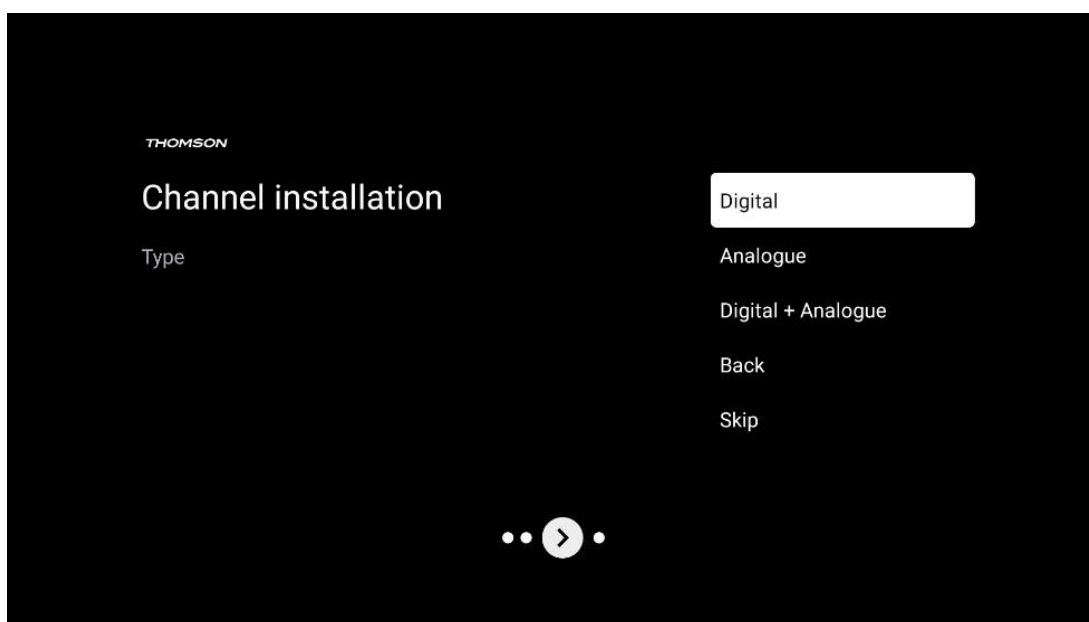 THOMSON
Channel installation
Type
Digital
Analogue
Digital + Analogue
Back
Skip